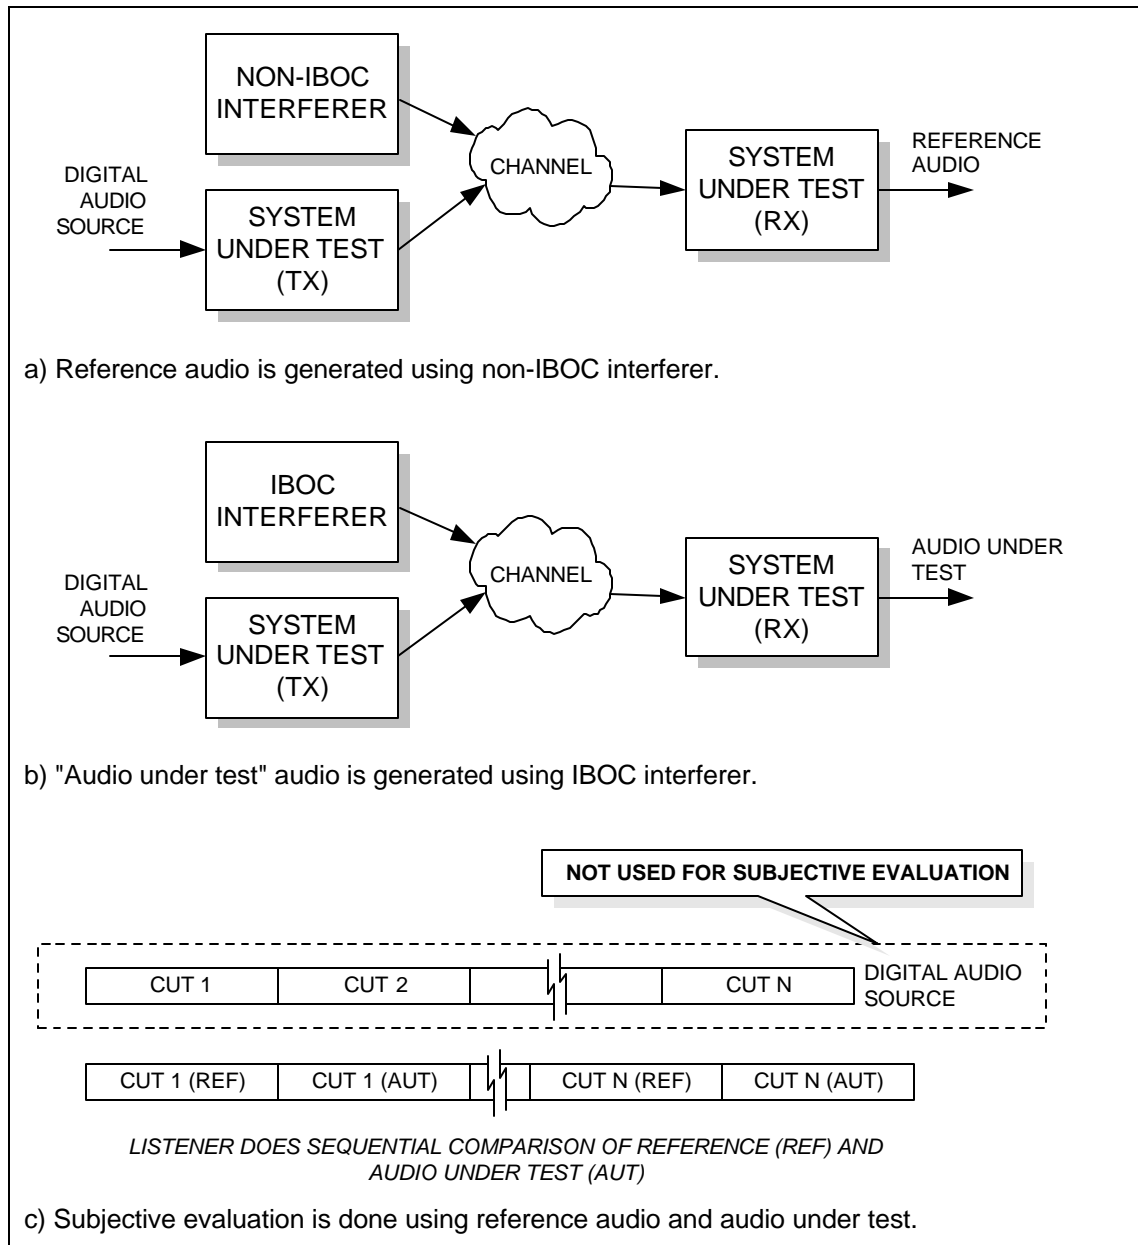 NON-IBOC
INTERFERER
DIGITAL
AUDIO
SOURCE
SYSTEM
UNDER TEST
(TX)
CHANNEL
SYSTEM
UNDER TEST
(RX)
REFERENCE
AUDIO
a) Reference audio is generated using non-IBOC interferer.
IBOC
INTERFERER
DIGITAL
AUDIO
SOURCE
SYSTEM
UNDER TEST
(TX)
CHANNEL
SYSTEM
UNDER TEST
(RX)
AUDIO UNDER
TEST
b) "Audio under test" audio is generated using IBOC interferer.
NOT USED FOR SUBJECTIVE EVALUATION
CUT 1 CUT 2 CUT N
DIGITAL AUDIO
SOURCE
CUT 1 (REF) CUT 1 (AUT) CUT N (REF) CUT N (AUT)
LISTENER DOES SEQUENTIAL COMPARISON OF REFERENCE (REF) AND
AUDIO UNDER TEST (AUT)
c) Subjective evaluation is done using reference audio and audio under test.